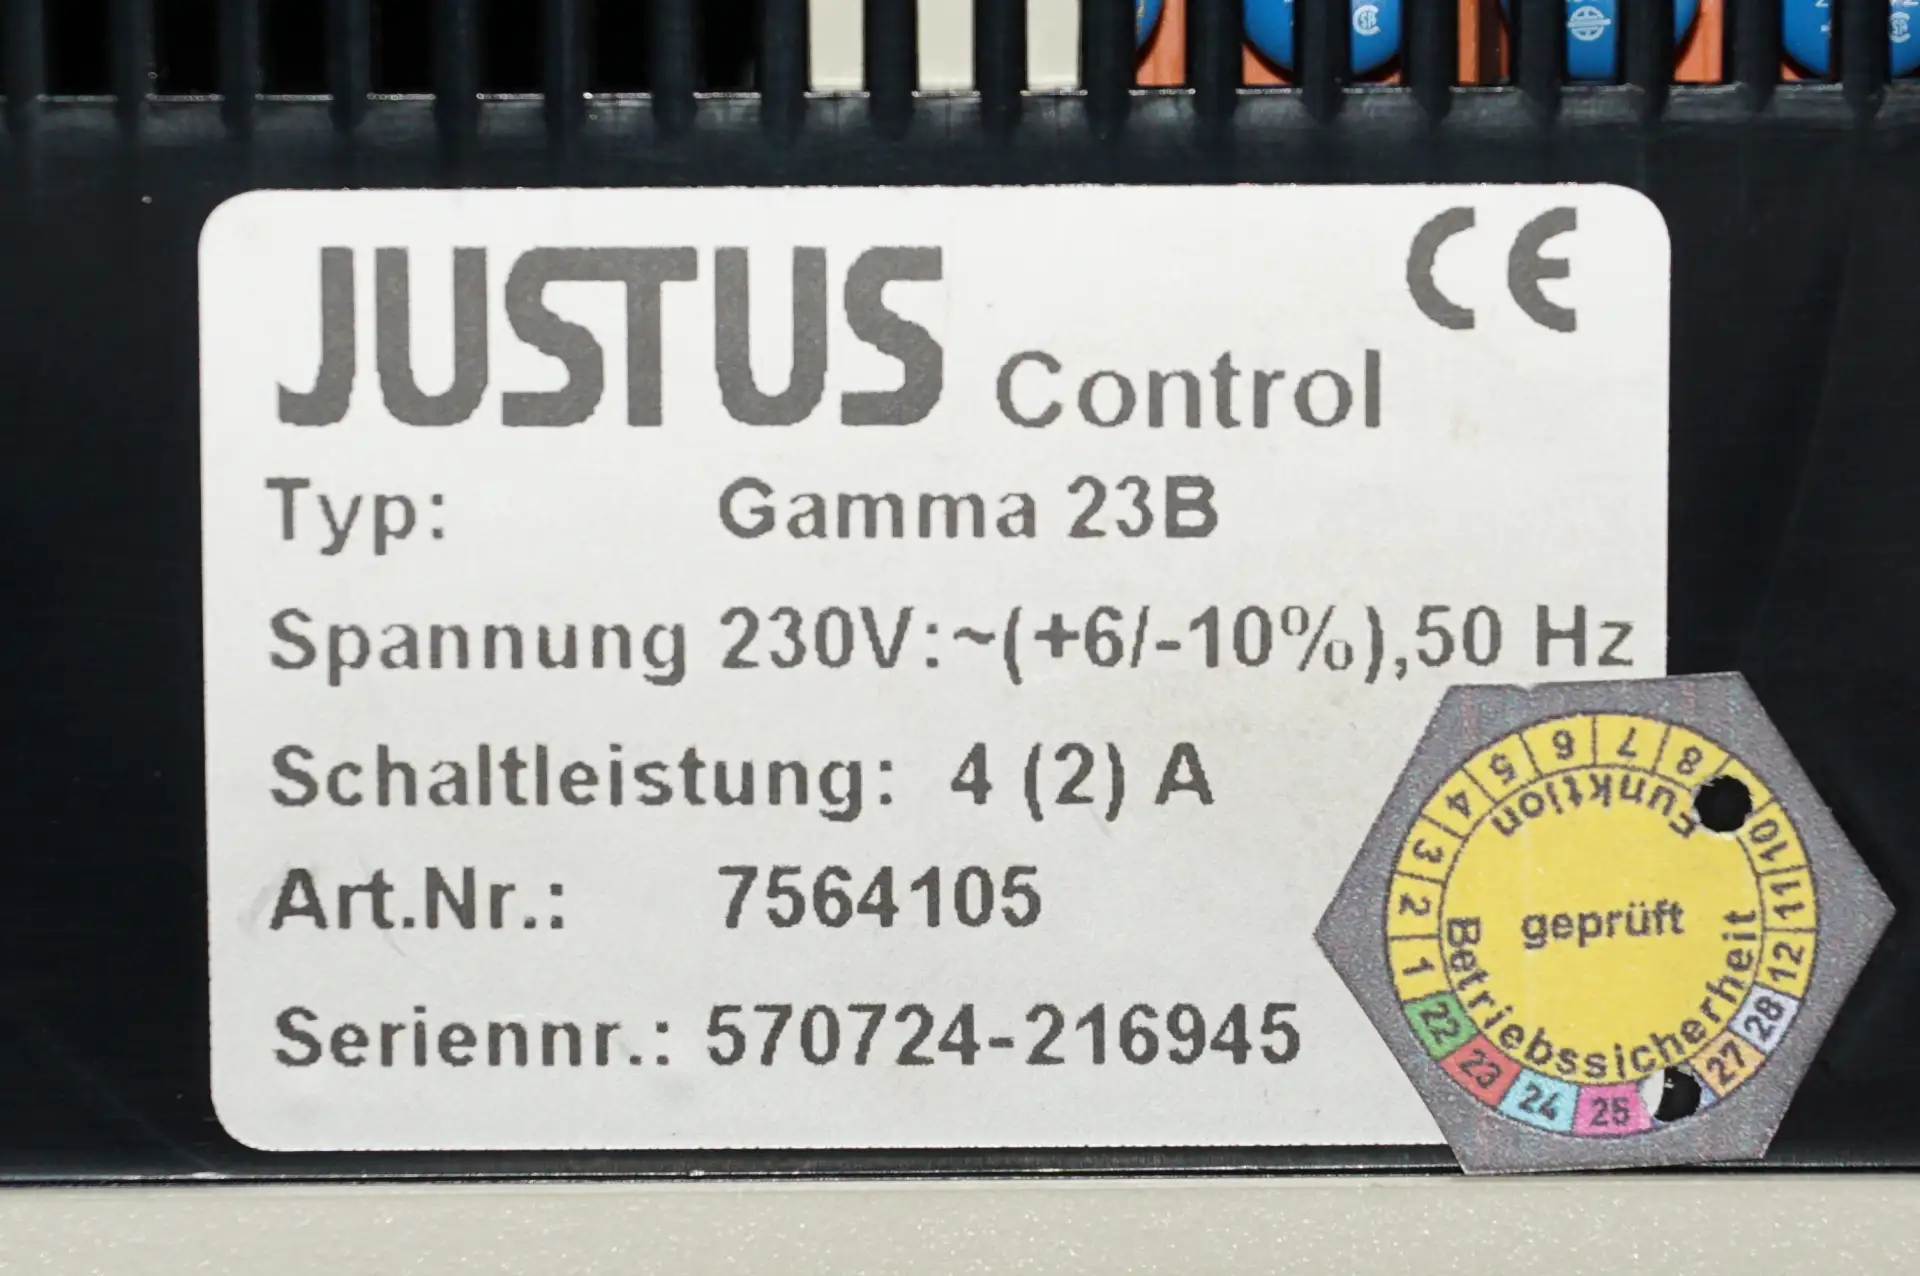 JUSTUS Control CE
Typ: Gamma 23B
Spannung 230V:~(+6/-10%),50 Hz
Schaltleistung: 4 (2) A
Art.Nr.: 7564105
Seriennr.: 570724-216945
1 2 3 4 5 6 7 8 10 11 12
Funktion
geprüft
Betriebssicherheit
22 23 24 25 27 28